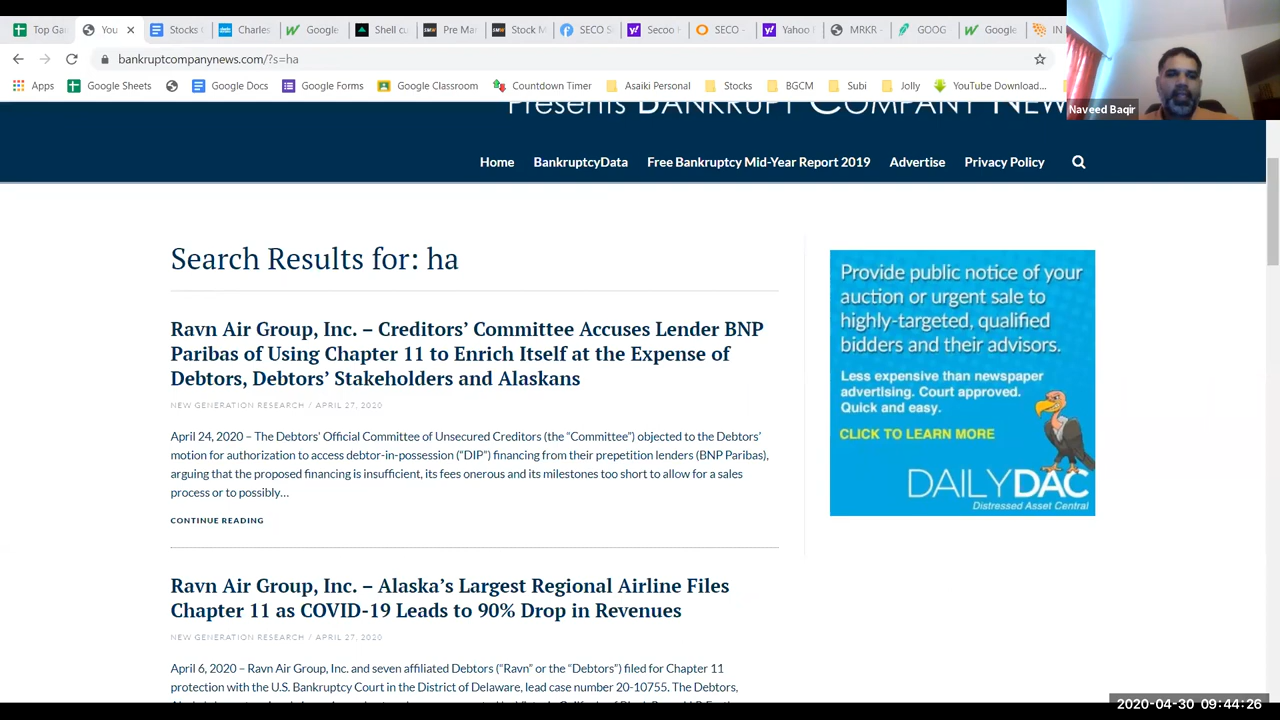 Top Ga
You
Stocks
Charles
Google
Shell cu
Pre Ma
Stock M
SECO S
Secoo H
SECO -
Yahoo
MRKR -
GOOG
Google
IN
bankruptcompanynews.com/?s=ha
Apps
Google Sheets
Google Docs
Google Forms
Google Classroom
Countdown Timer
Asaiki Personal
Stocks
BGCM
Subi
Jolly
YouTube Download...
Naveed Baqir
Presents BANKRUPT COMPANY NEW
Home BankruptcyData Free Bankruptcy Mid-Year Report 2019 Advertise Privacy Policy
Search Results for: ha
Ravn Air Group, Inc. – Creditors’ Committee Accuses Lender BNP
Paribas of Using Chapter 11 to Enrich Itself at the Expense of
Debtors, Debtors’ Stakeholders and Alaskans
NEW GENERATION RESEARCH / APRIL 27, 2020
April 24, 2020 – The Debtors’ Official Committee of Unsecured Creditors (the “Committee”) objected to the Debtors’
motion for authorization to access debtor-in-possession (“DIP”) financing from their prepetition lenders (BNP Paribas),
arguing that the proposed financing is insufficient, its fees onerous and its milestones too short to allow for a sales
process or to possibly…
CONTINUE READING
Ravn Air Group, Inc. – Alaska’s Largest Regional Airline Files
Chapter 11 as COVID-19 Leads to 90% Drop in Revenues
NEW GENERATION RESEARCH / APRIL 27, 2020
April 6, 2020 – Ravn Air Group, Inc. and seven affiliated Debtors (“Ravn” or the “Debtors”) filed for Chapter 11
protection with the U.S. Bankruptcy Court in the District of Delaware, lead case number 20-10755. The Debtors,
Provide public notice of your
auction or urgent sale to
highly-targeted, qualified
bidders and their advisors.
Less expensive than newspaper
advertising. Court approved.
Quick and easy.
CLICK TO LEARN MORE
DAILYDAC
Distressed Asset Central
2020-04-30 09:44:26